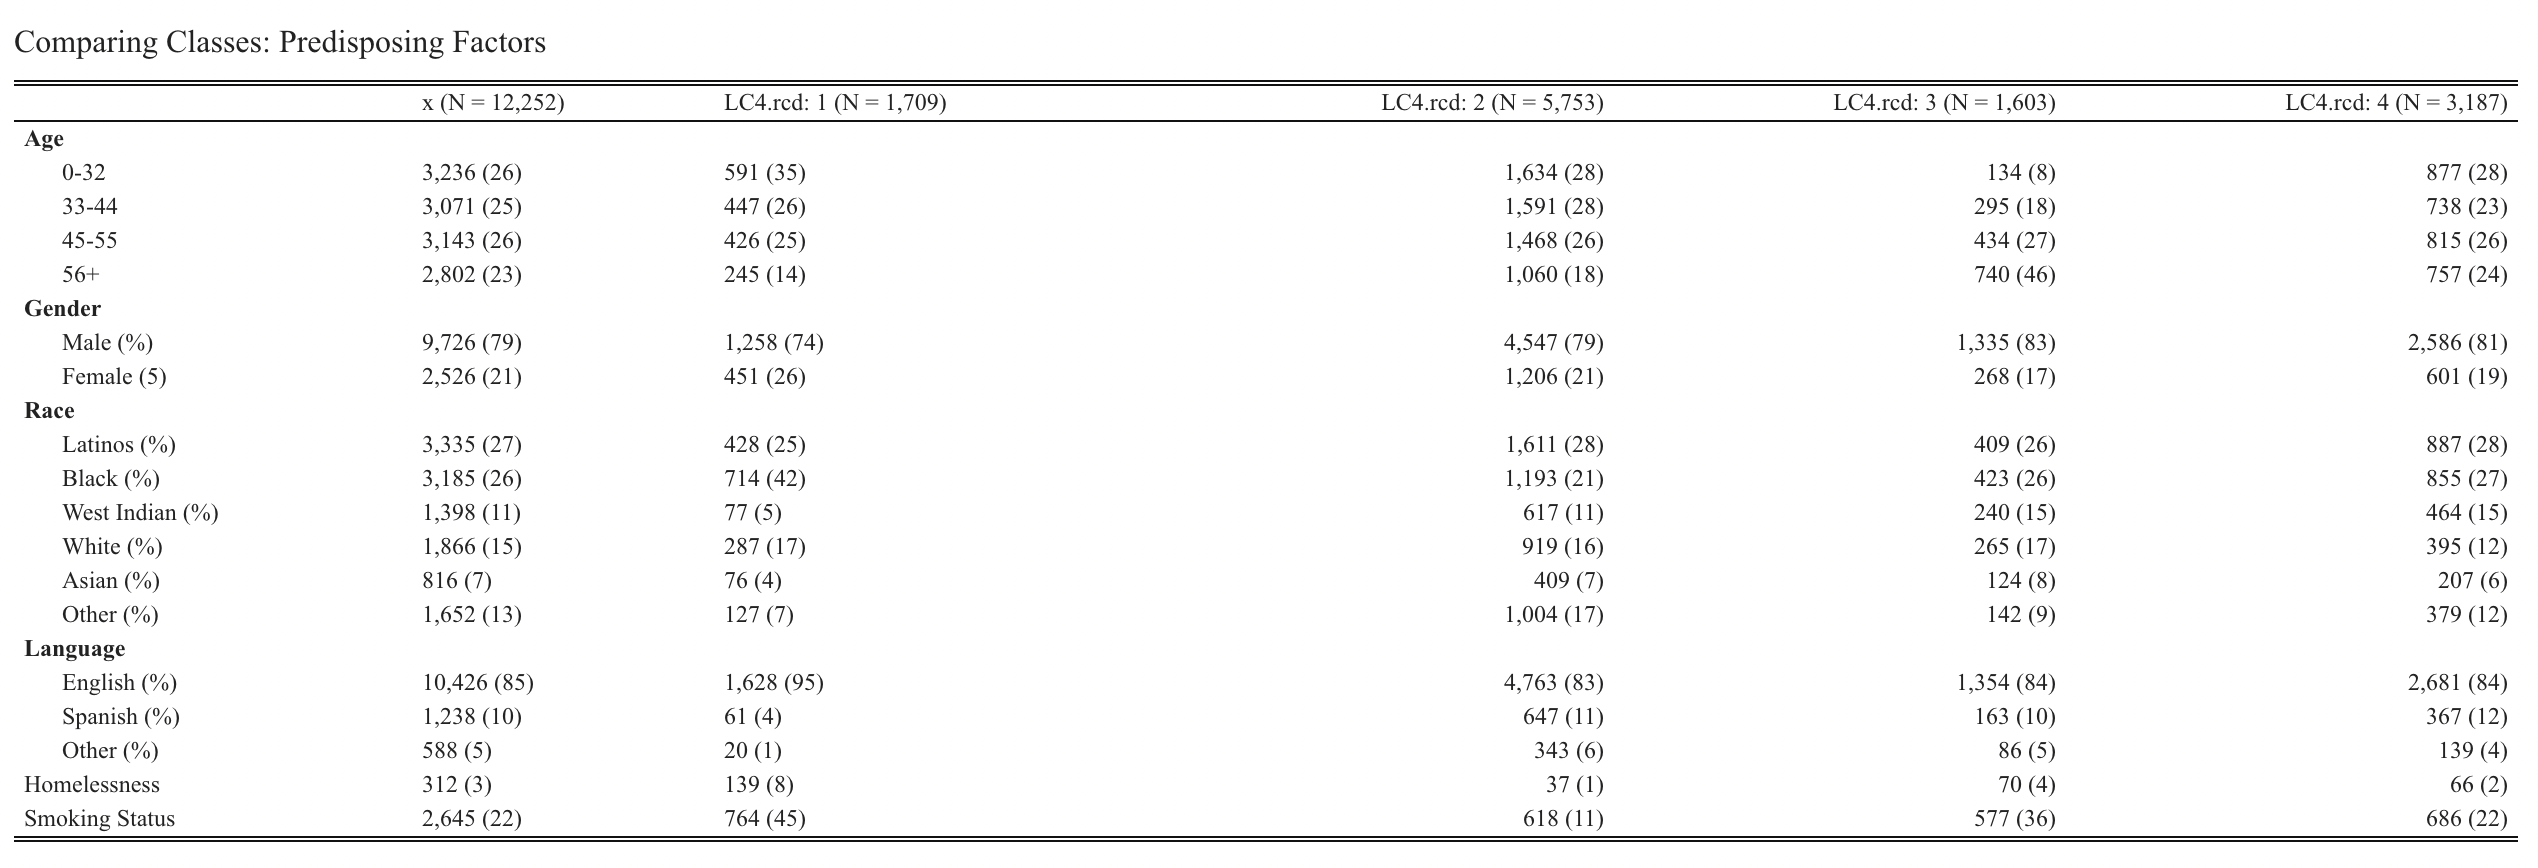 Comparing Classes: Predisposing Factors
x (N = 12,252) LC4.rcd: 1 (N = 1,709) LC4.rcd: 2 (N = 5,753) LC4.rcd: 3 (N = 1,603) LC4.rcd: 4 (N = 3,187)
Age
0-32 3,236 (26) 591 (35) 1,634 (28) 134 (8) 877 (28)
33-44 3,071 (25) 447 (26) 1,591 (28) 295 (18) 738 (23)
45-55 3,143 (26) 426 (25) 1,468 (26) 434 (27) 815 (26)
56+ 2,802 (23) 245 (14) 1,060 (18) 740 (46) 757 (24)
Gender
Male (%) 9,726 (79) 1,258 (74) 4,547 (79) 1,335 (83) 2,586 (81)
Female (5) 2,526 (21) 451 (26) 1,206 (21) 268 (17) 601 (19)
Race
Latinos (%) 3,335 (27) 428 (25) 1,611 (28) 409 (26) 887 (28)
Black (%) 3,185 (26) 714 (42) 1,193 (21) 423 (26) 855 (27)
West Indian (%) 1,398 (11) 77 (5) 617 (11) 240 (15) 464 (15)
White (%) 1,866 (15) 287 (17) 919 (16) 265 (17) 395 (12)
Asian (%) 816 (7) 76 (4) 409 (7) 124 (8) 207 (6)
Other (%) 1,652 (13) 127 (7) 1,004 (17) 142 (9) 379 (12)
Language
English (%) 10,426 (85) 1,628 (95) 4,763 (83) 1,354 (84) 2,681 (84)
Spanish (%) 1,238 (10) 61 (4) 647 (11) 163 (10) 367 (12)
Other (%) 588 (5) 20 (1) 343 (6) 86 (5) 139 (4)
Homelessness 312 (3) 139 (8) 37 (1) 70 (4) 66 (2)
Smoking Status 2,645 (22) 764 (45) 618 (11) 577 (36) 686 (22)